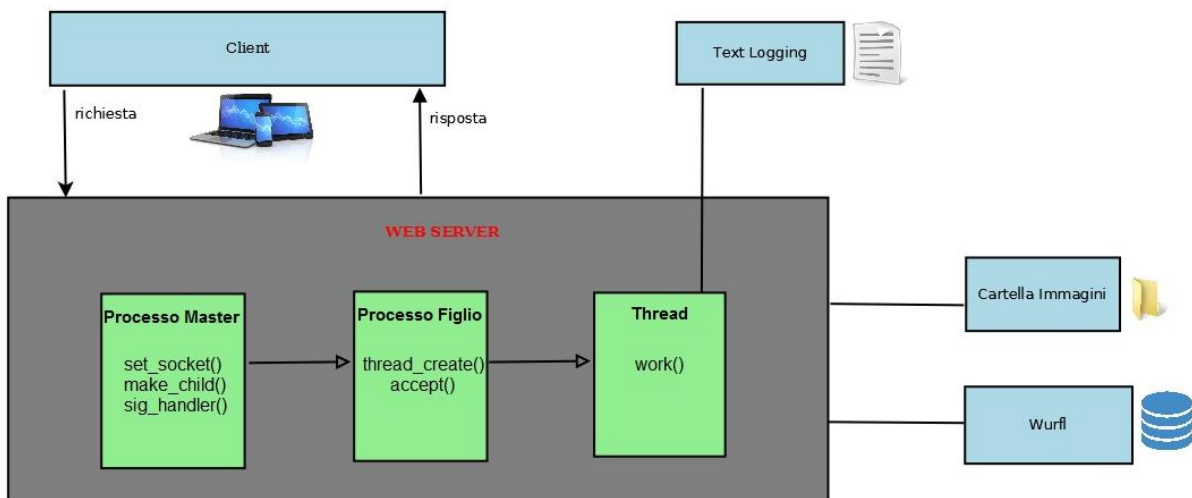 Client
Text Logging
richiesta
risposta
WEB SERVER
Processo Master
set_socket()
make_child()
sig_handler()
Processo Figlio
thread_create()
accept()
Thread
work()
Cartella Immagini
Wurfl